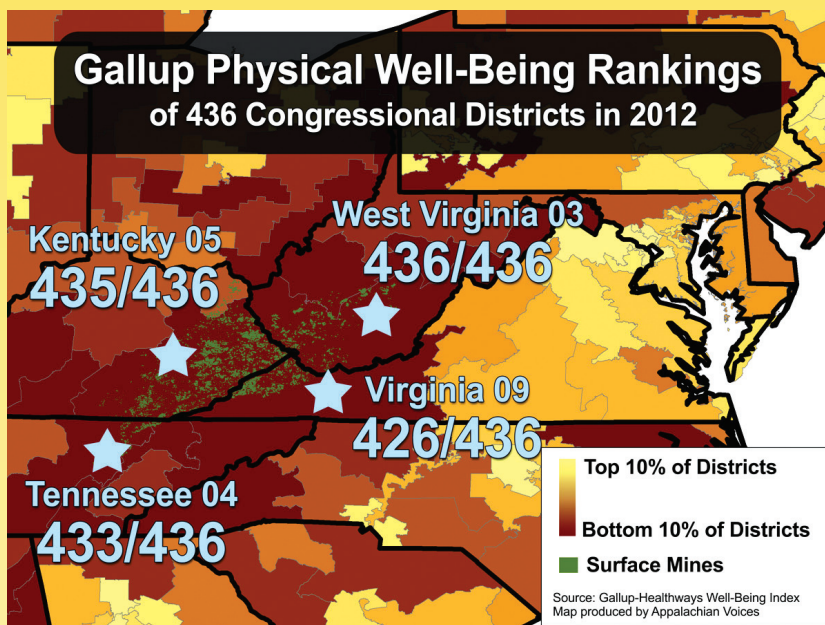 Gallup Physical Well-Being Rankings
of 436 Congressional Districts in 2012
West Virginia 03
436/436
Kentucky 05
435/436
Virginia 09
426/436
Tennessee 04
433/436
Top 10% of Districts
Bottom 10% of Districts
Surface Mines
Source: Gallup-Healthways Well-Being Index
Map produced by Appalachian Voices